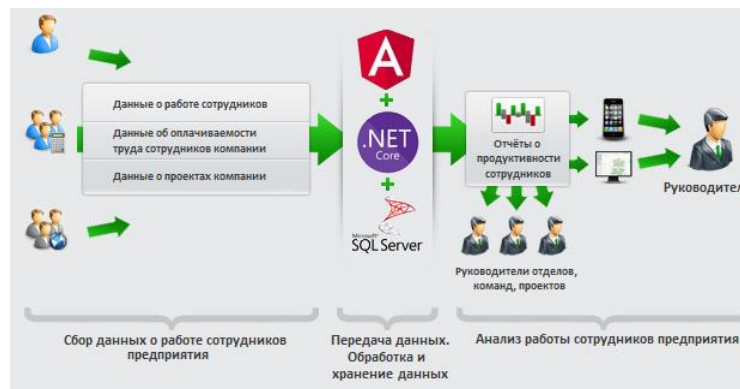 Данные о работе сотрудников
Данные об оплачиваемости
труда сотрудников компании
Данные о проектах компании
A
+
.NET
Core
+
Microsoft
SQL Server
Отчёты о
продуктивности
сотрудников
Руководител
Руководители отделов,
команд, проектов
Сбор данных о работе сотрудников
предприятия
Передача данных.
Обработка и
хранение данных
Анализ работы сотрудников предприятия